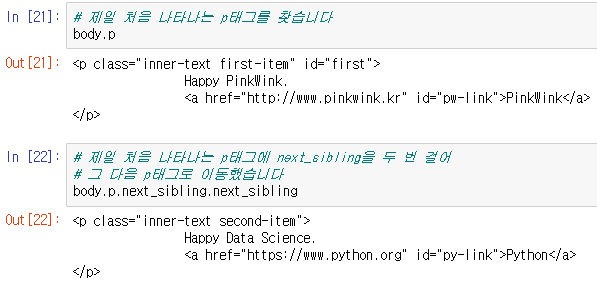 In [21]: # 제일 처음 나타나는 p태그를 찾습니다
body.p
Out[21]: <p class="inner-text first-item" id="first">
Happy PinkWink.
<a href="http://www.pinkwink.kr" id="pw-link">PinkWink</a>
</p>
In [22]: # 제일 처음 나타나는 p태그에 next_sibling을 두 번 걸어
# 그 다음 p태그로 이동했습니다
body.p.next_sibling.next_sibling
Out[22]: <p class="inner-text second-item">
Happy Data Science.
<a href="https://www.python.org" id="py-link">Python</a>
</p>